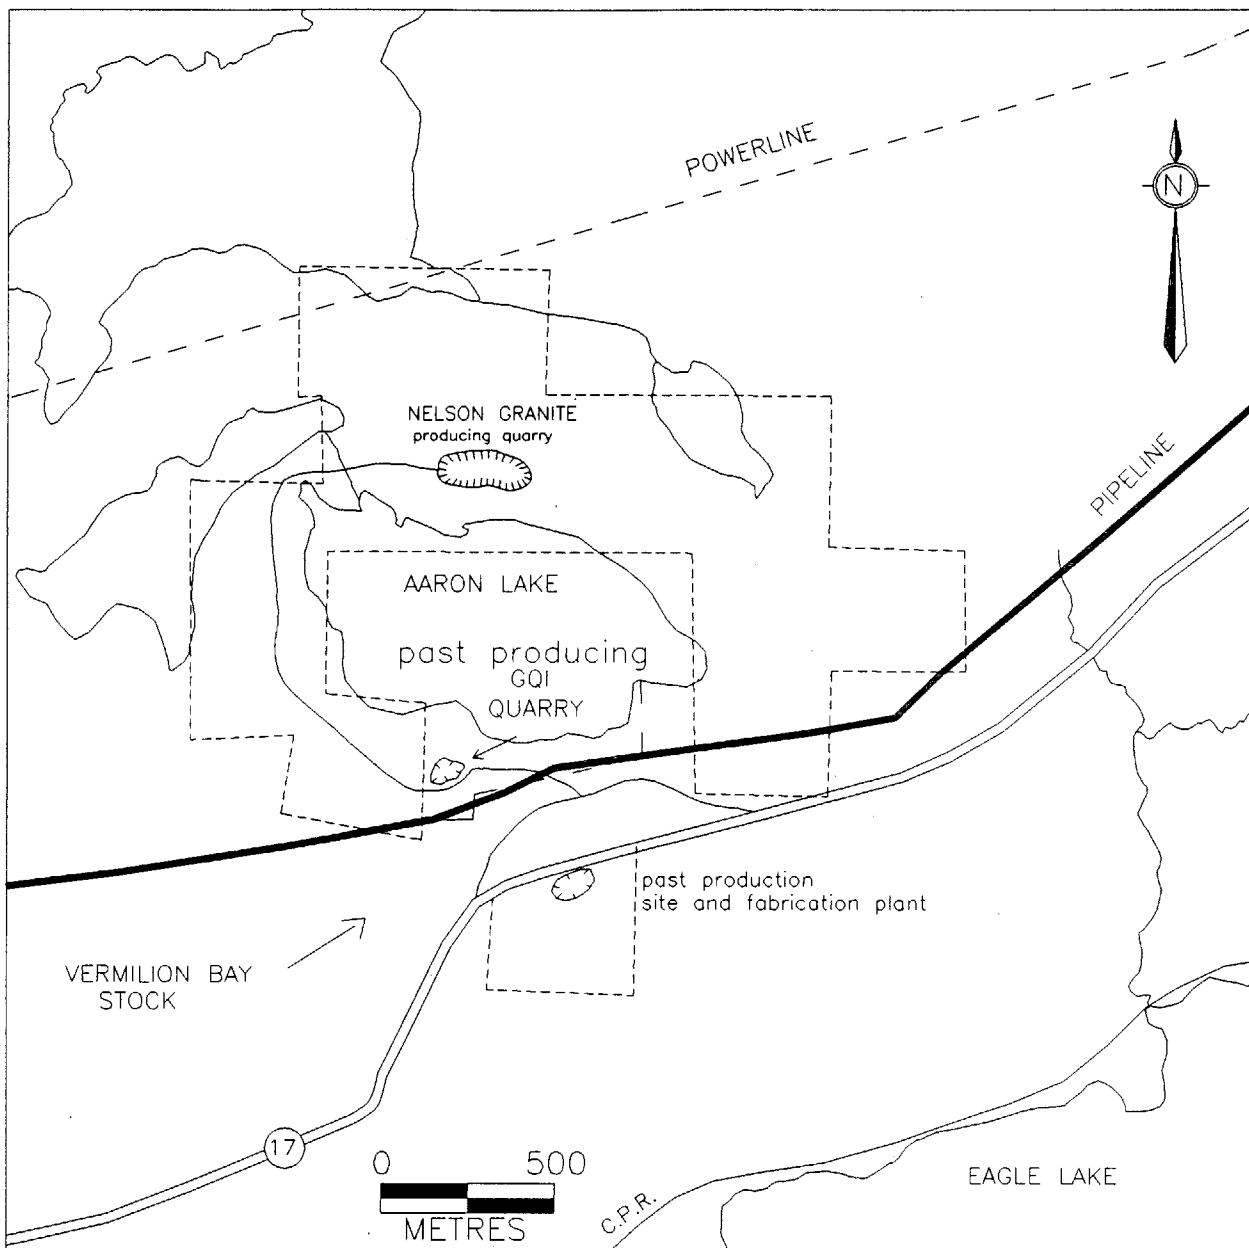 POWERLINE
N
NELSON GRANITE
producing quarry
PIPELINE
AARON LAKE
past producing
GQI
QUARRY
past production
site and fabrication plant
VERMILION BAY
STOCK
17
0 500
METRES
C.P.R.
EAGLE LAKE